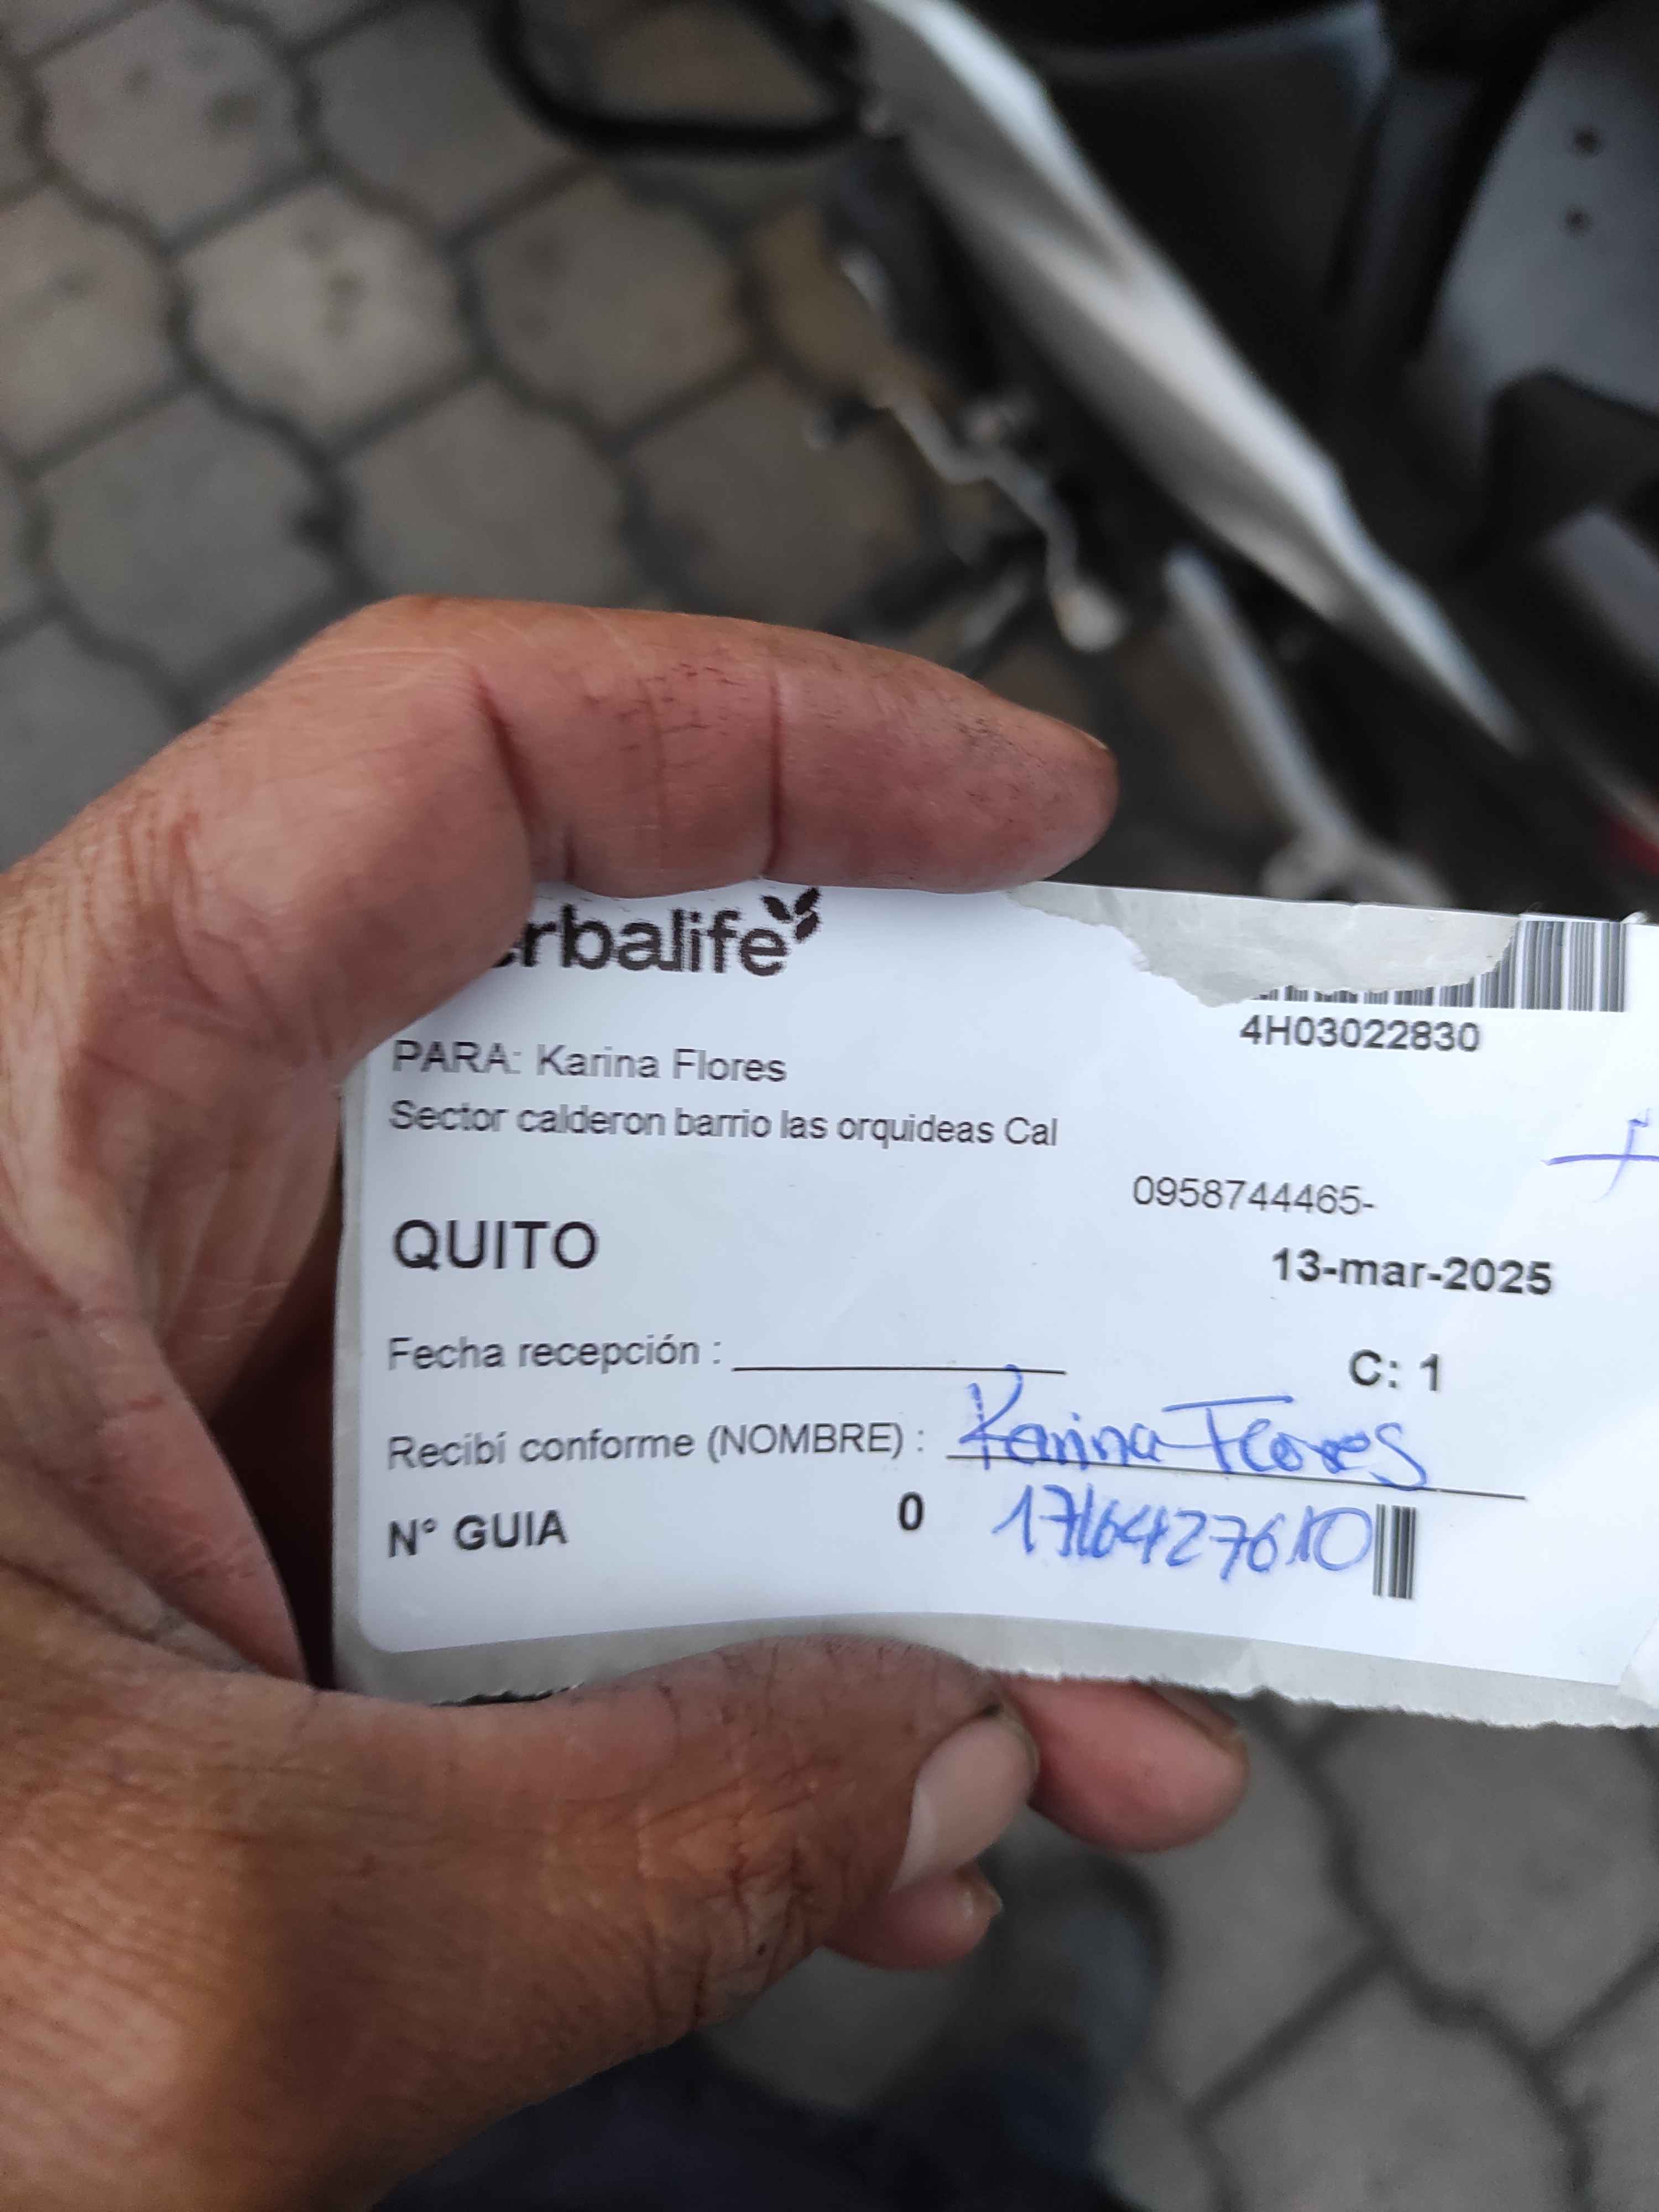 erbalife
4H03022830
PARA: Karina Flores
Sector calderon barrio las orquideas Cal
0958744465-
QUITO
13-mar-2025
Fecha recepción :
C: 1
Recibí conforme (NOMBRE) : Karina Flores
N° GUIA 0 1716427610